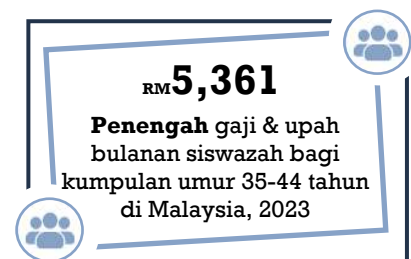 RM5,361
Penengah gaji & upah
bulanan siswazah bagi
kumpulan umur 35-44 tahun
di Malaysia, 2023